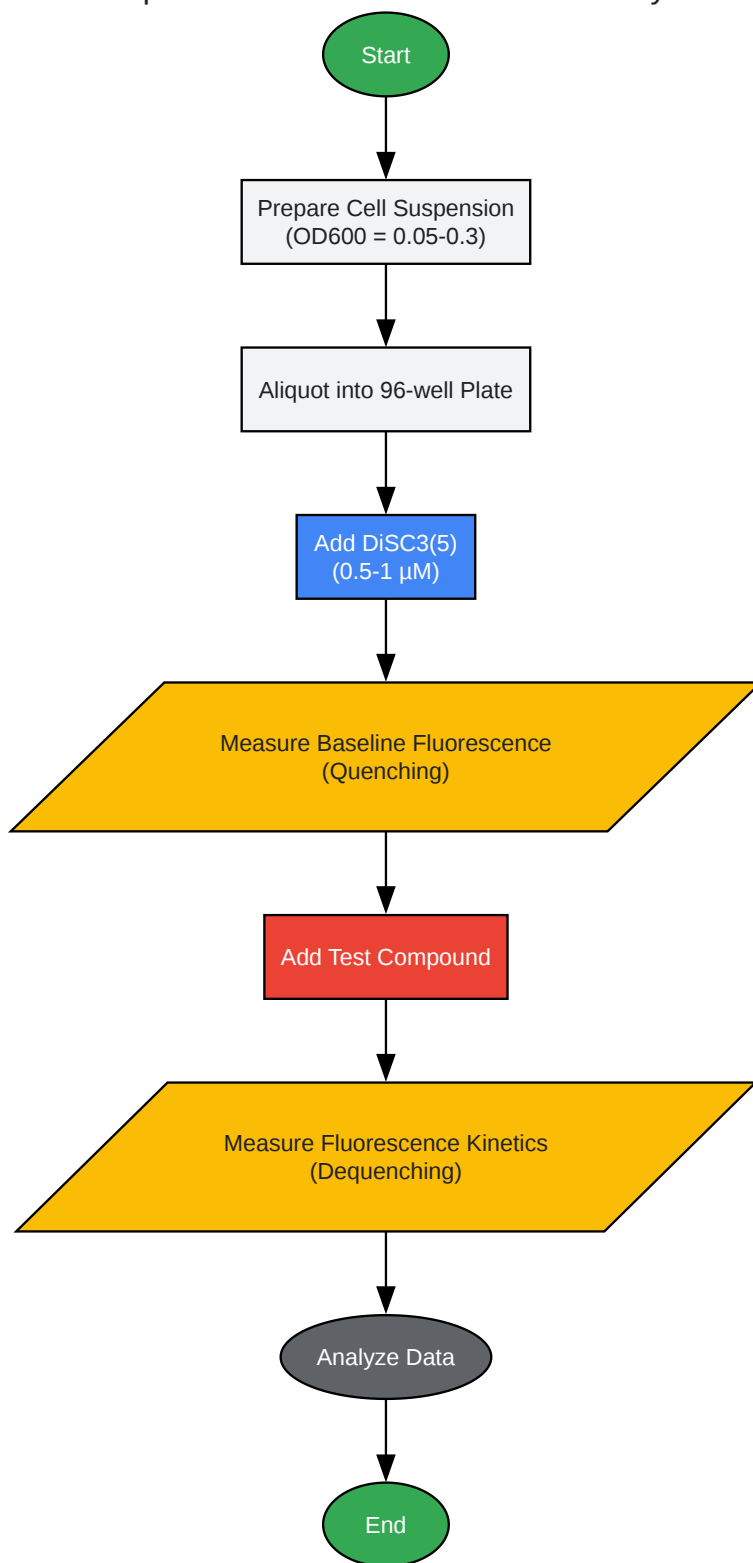 Start
Prepare Cell Suspension
(OD600 = 0.05-0.3)
Aliquot into 96-well Plate
Add DiSC3(5)
(0.5-1 µM)
Measure Baseline Fluorescence
(Quenching)
Add Test Compound
Measure Fluorescence Kinetics
(Dequenching)
Analyze Data
End